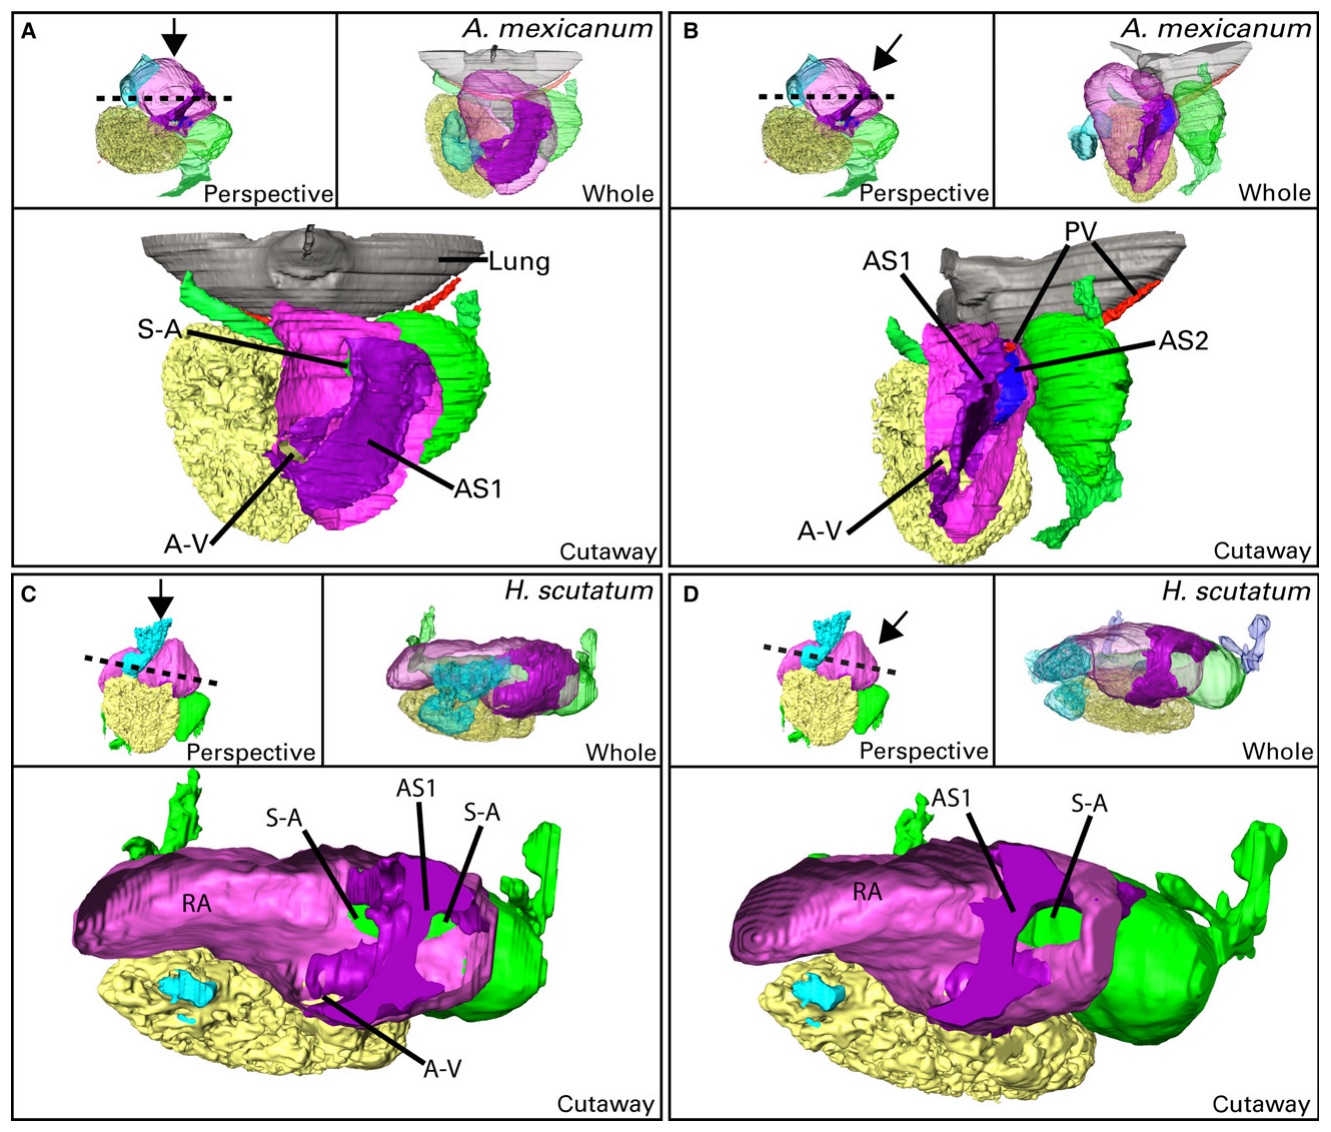 A
A. mexicanum
Perspective
Whole
Lung
S-A
AS1
A-V
Cutaway
B
A. mexicanum
Perspective
Whole
PV
AS1
AS2
A-V
Cutaway
C
H. scutatum
Perspective
Whole
AS1
S-A
S-A
RA
A-V
Cutaway
D
H. scutatum
Perspective
Whole
AS1
S-A
RA
Cutaway